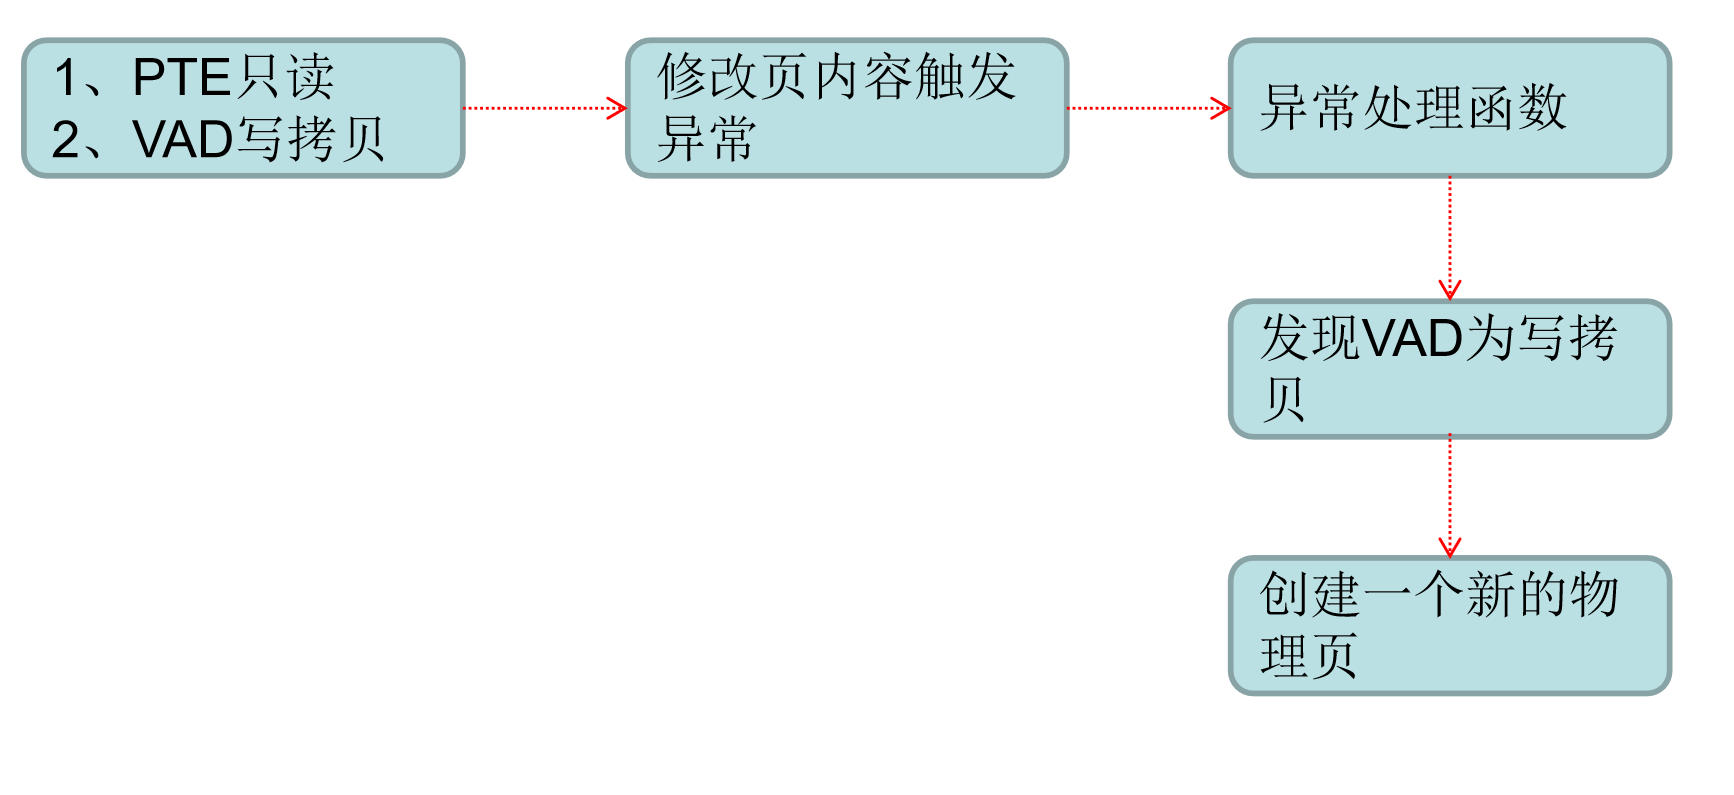 1、PTE只读
2、VAD写拷贝
修改页内容触发
异常
异常处理函数
发现VAD为写拷
贝
创建一个新的物
理页